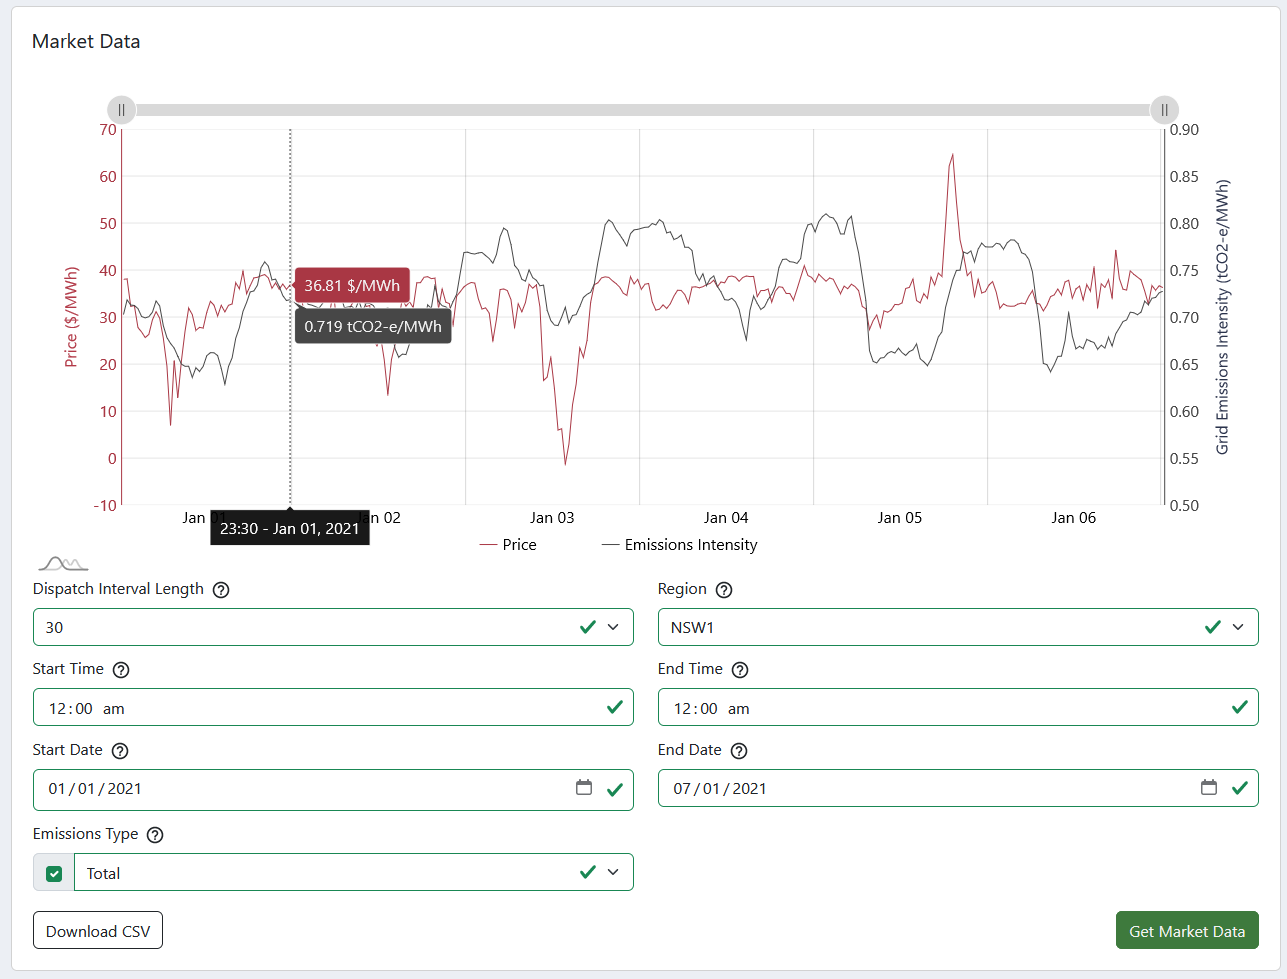 Market Data
70
60
50
40
30
20
10
0
-10
Price ($/MWh)
0.90
0.85
0.80
0.75
0.70
0.65
0.60
0.55
0.50
Grid Emissions Intensity (tCO2-e/MWh)
36.81 $/MWh
0.719 tCO2-e/MWh
Jan 01 Jan 02 Jan 03 Jan 04 Jan 05 Jan 06
23:30 - Jan 01, 2021
Price Emissions Intensity
Dispatch Interval Length ? Region ?
30 NSW1
Start Time ? End Time ?
12:00 am 12:00 am
Start Date ? End Date ?
01/01/2021 07/01/2021
Emissions Type ?
Total
Download CSV Get Market Data